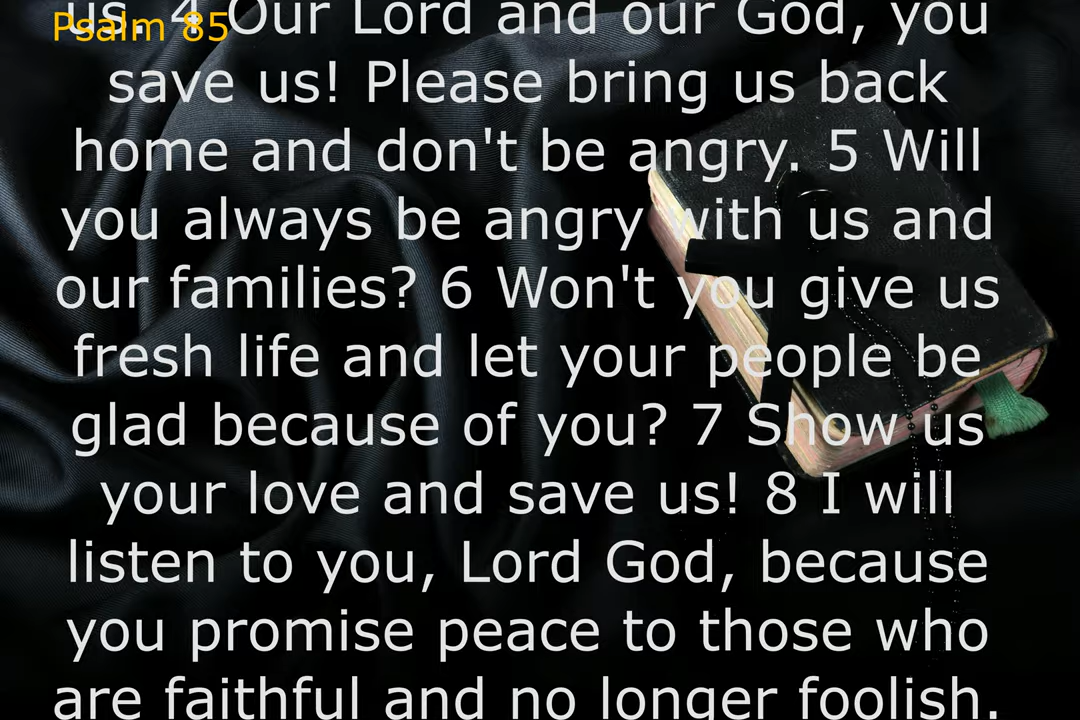 Psalm 85
us. 4 Our Lord and our God, you
save us! Please bring us back
home and don't be angry. 5 Will
you always be angry with us and
our families? 6 Won't you give us
fresh life and let your people be
glad because of you? 7 Show us
your love and save us! 8 I will
listen to you, Lord God, because
you promise peace to those who
are faithful and no longer foolish.